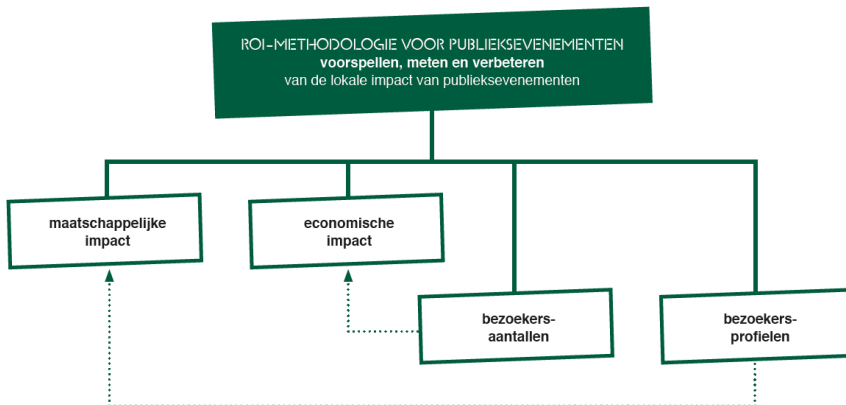 ROI-METHODOLOGIE VOOR PUBLIEKSEVENEMENTEN
voorspellen, meten en verbeteren
van de lokale impact van publieksevenementen
maatschappelijke
impact
economische
impact
bezoekers-
aantallen
bezoekers-
profielen